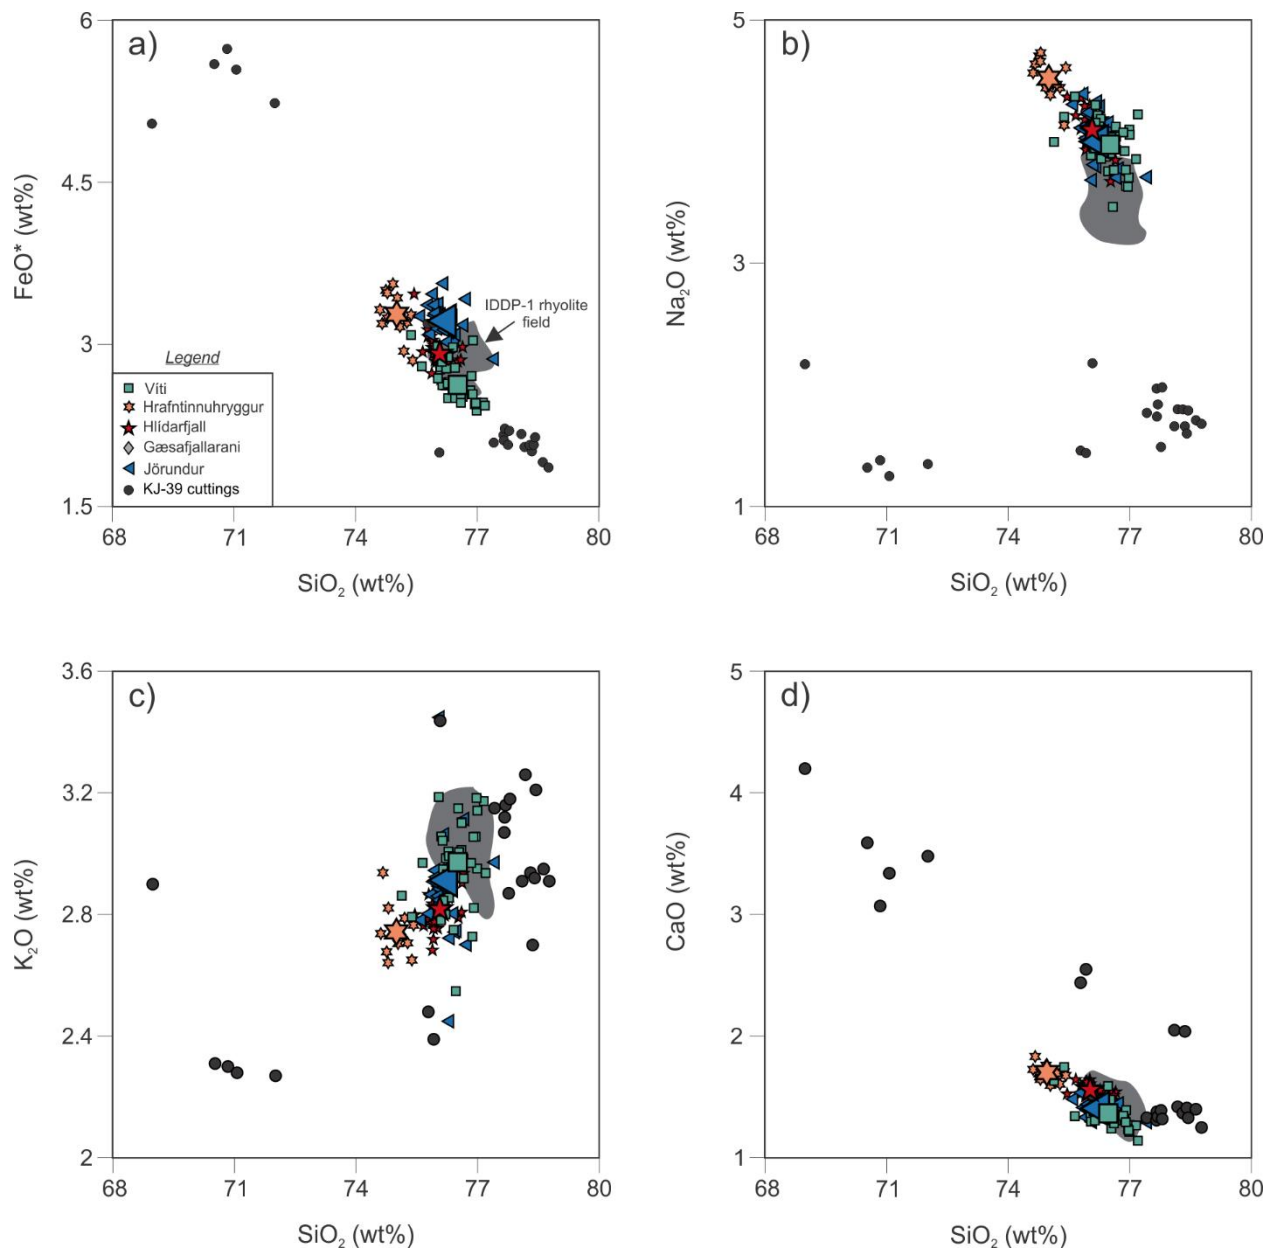 a)
6
4.5
3
1.5
FeO* (wt%)
68
71
74
77
80
SiO₂ (wt%)
IDDP-1 rhyolite
field
Legend
Víti
Hrafntinnuhryggur
Hlídarfjall
Gæsafjallarani
Jörundur
KJ-39 cuttings
b)
5
3
1
Na₂O (wt%)
68
71
74
77
80
SiO₂ (wt%)
c)
3.6
3.2
2.8
2.4
2
K₂O (wt%)
68
71
74
77
80
SiO₂ (wt%)
d)
5
4
3
2
1
CaO (wt%)
68
71
74
77
80
SiO₂ (wt%)